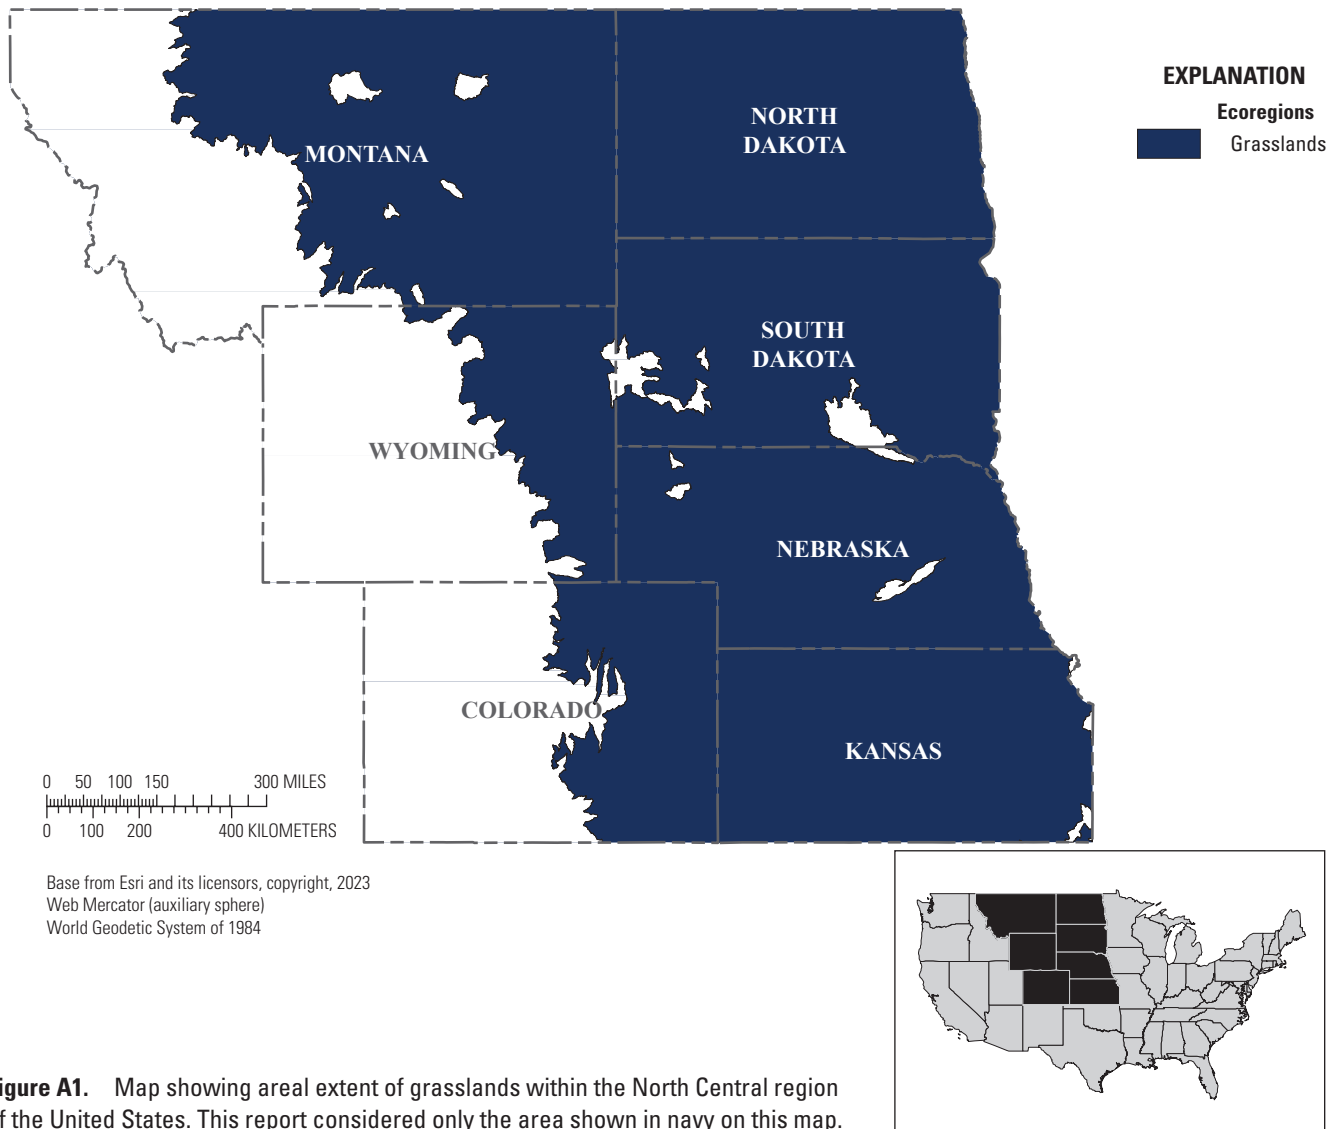 EXPLANATION
Ecoregions
Grasslands
NORTH
DAKOTA
MONTANA
SOUTH
DAKOTA
WYOMING
NEBRASKA
COLORADO
KANSAS
0 50 100 150 300 MILES
0 100 200 400 KILOMETERS
Base from Esri and its licensors, copyright, 2023
Web Mercator (auxiliary sphere)
World Geodetic System of 1984
igure A1. Map showing areal extent of grasslands within the North Central region
f the United States. This report considered only the area shown in navy on this map.